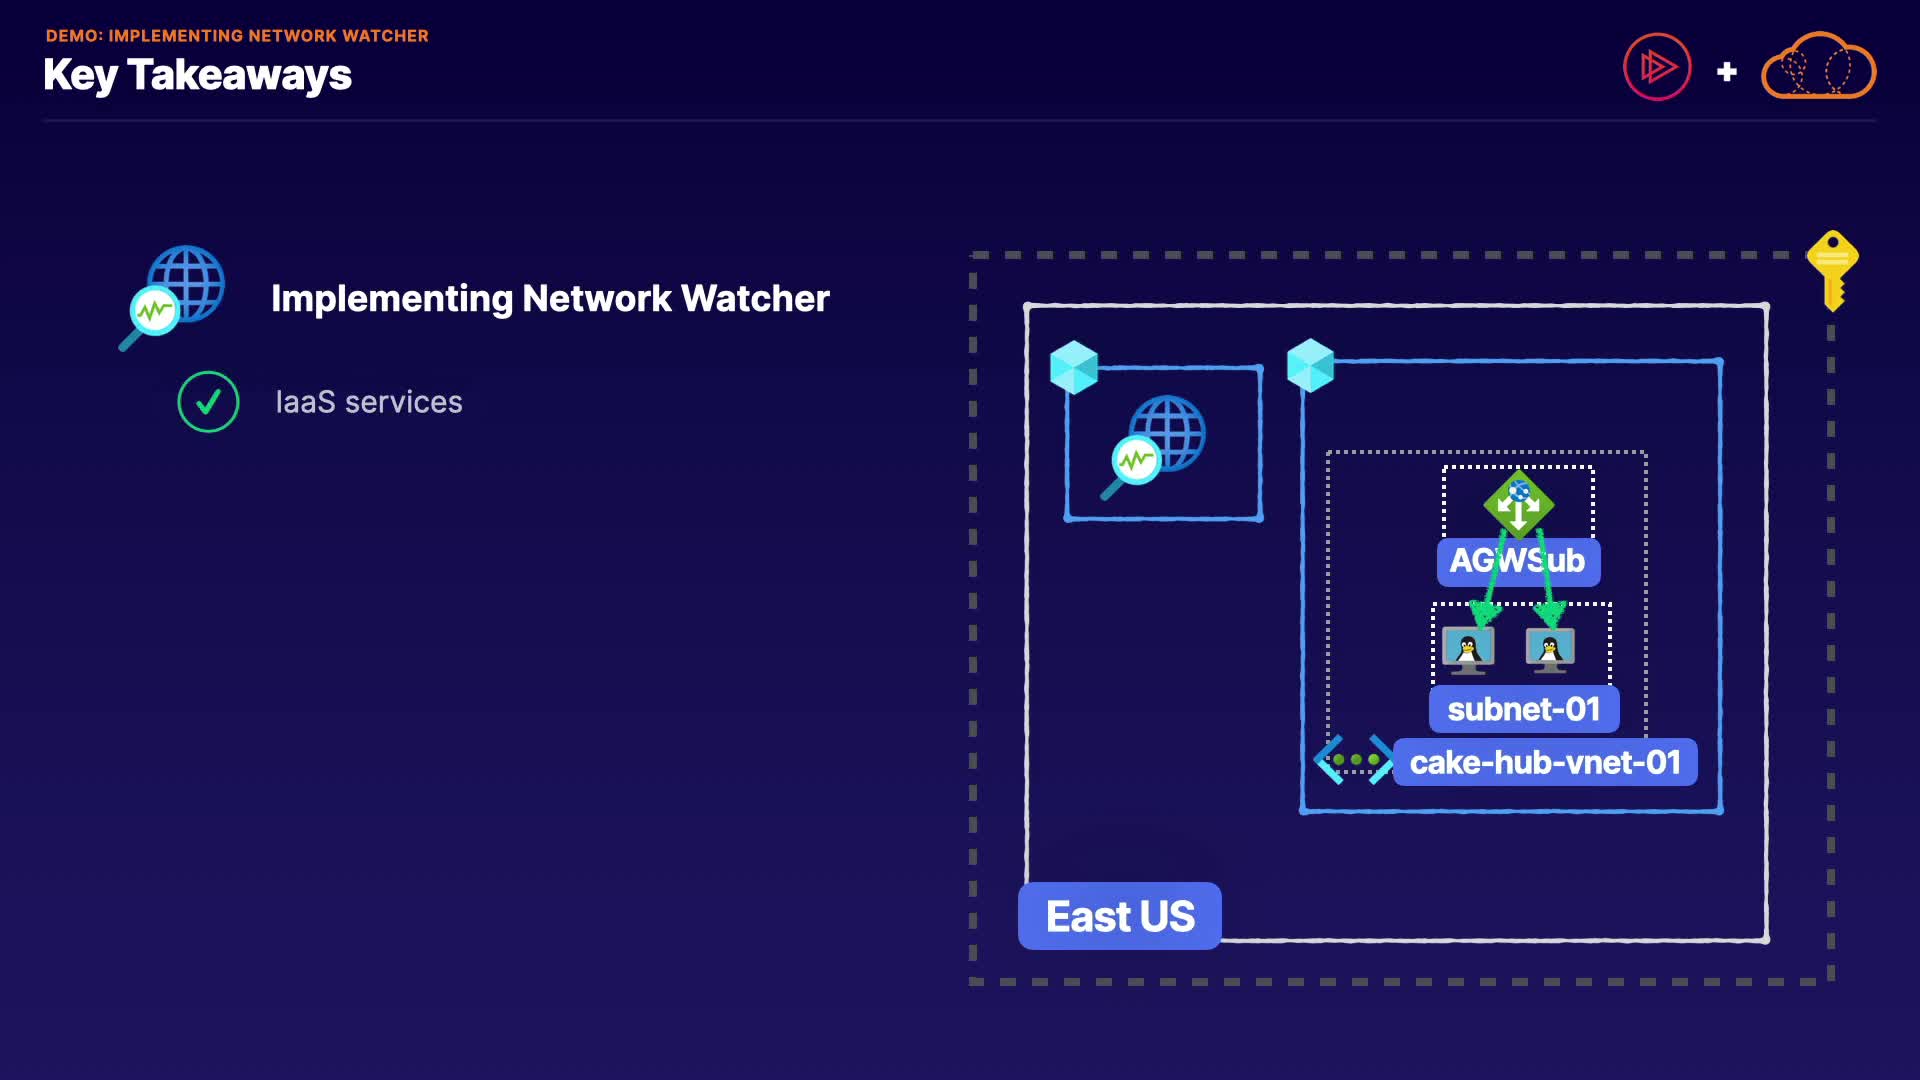 DEMO: IMPLEMENTING NETWORK WATCHER
Key Takeaways
Implementing Network Watcher
IaaS services
AGWSub
subnet-01
cake-hub-vnet-01
East US